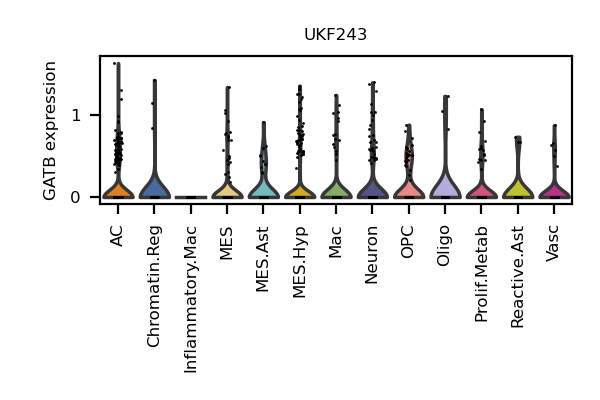 UKF243
GATB expression
1
0
AC
Chromatin.Reg
Inflammatory.Mac
MES
MES.Ast
MES.Hyp
Mac
Neuron
OPC
Oligo
Prolif.Metab
Reactive.Ast
Vasc